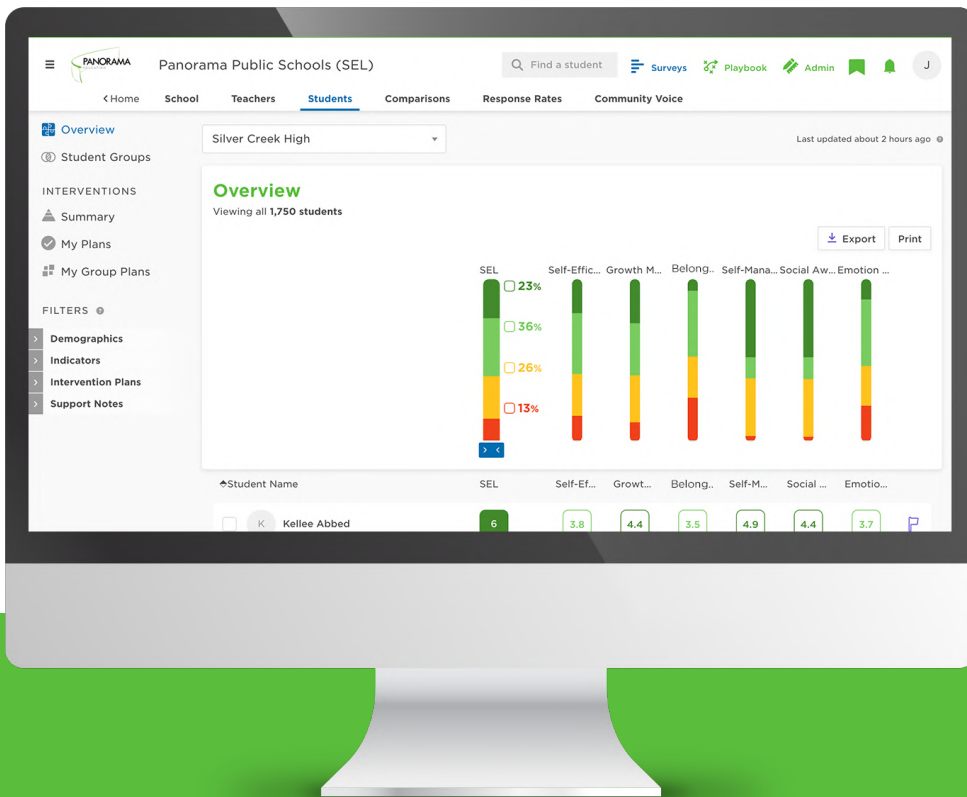 PANORAMA
Panorama Public Schools (SEL)
Find a student
Surveys
Playbook
Admin
J
Home
School
Teachers
Students
Comparisons
Response Rates
Community Voice
Overview
Student Groups
INTERVENTIONS
Summary
My Plans
My Group Plans
FILTERS
Demographics
Indicators
Intervention Plans
Support Notes
Silver Creek High
Last updated about 2 hours ago
Overview
Viewing all 1,750 students
Export
Print
SEL
Self-Effic...
Growth M...
Belong..
Self-Mana...
Social Aw...
Emotion ...
23%
36%
26%
13%
Student Name
SEL
Self-Ef...
Growt...
Belong..
Self-M...
Social ...
Emotio...
K
Kellee Abbed
6
3.8
4.4
3.5
4.9
4.4
3.7